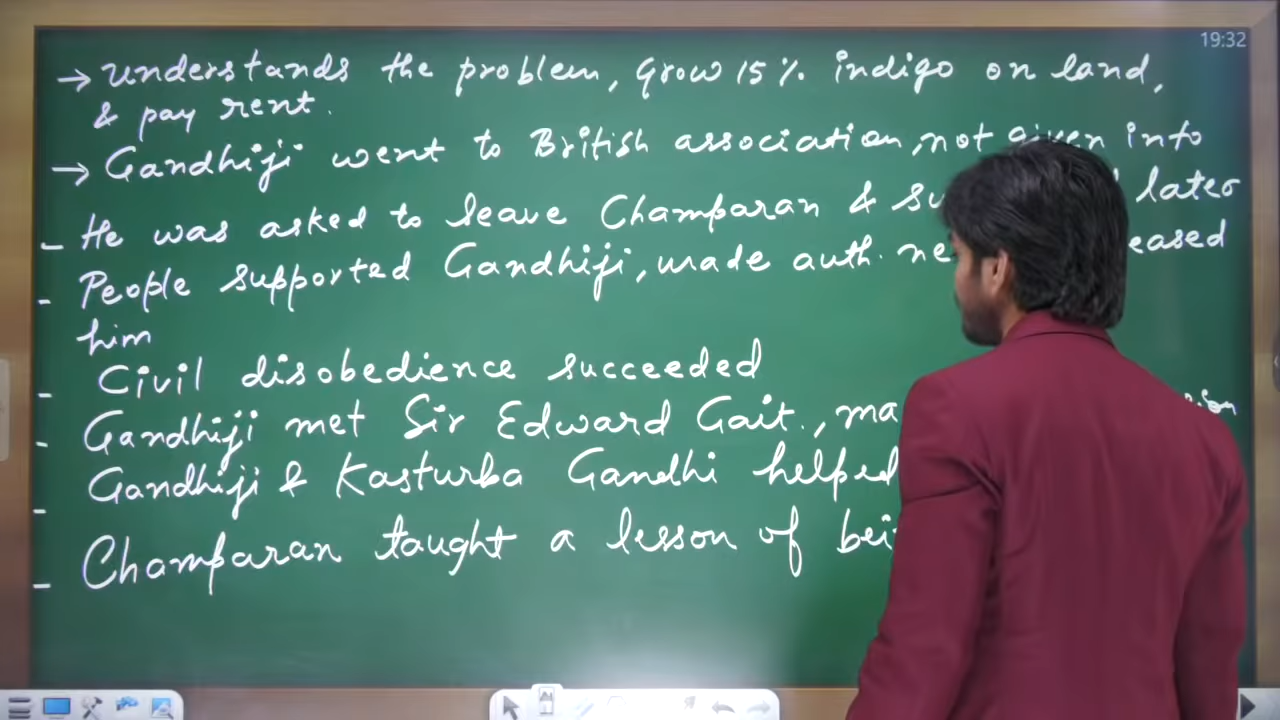 19:32
→ understands the problem, Grow 15% indigo on land,
& pay rent.
→ Gandhiji went to British association, not given into
- He was asked to leave Champaran & su later
- People supported Gandhiji, made auth. ne eased
him
- Civil disobedience succeeded
- Gandhiji met Sir Edward Gait., ma
- Gandhiji & Kasturba Gandhi helped
- Champaran taught a lesson of bei